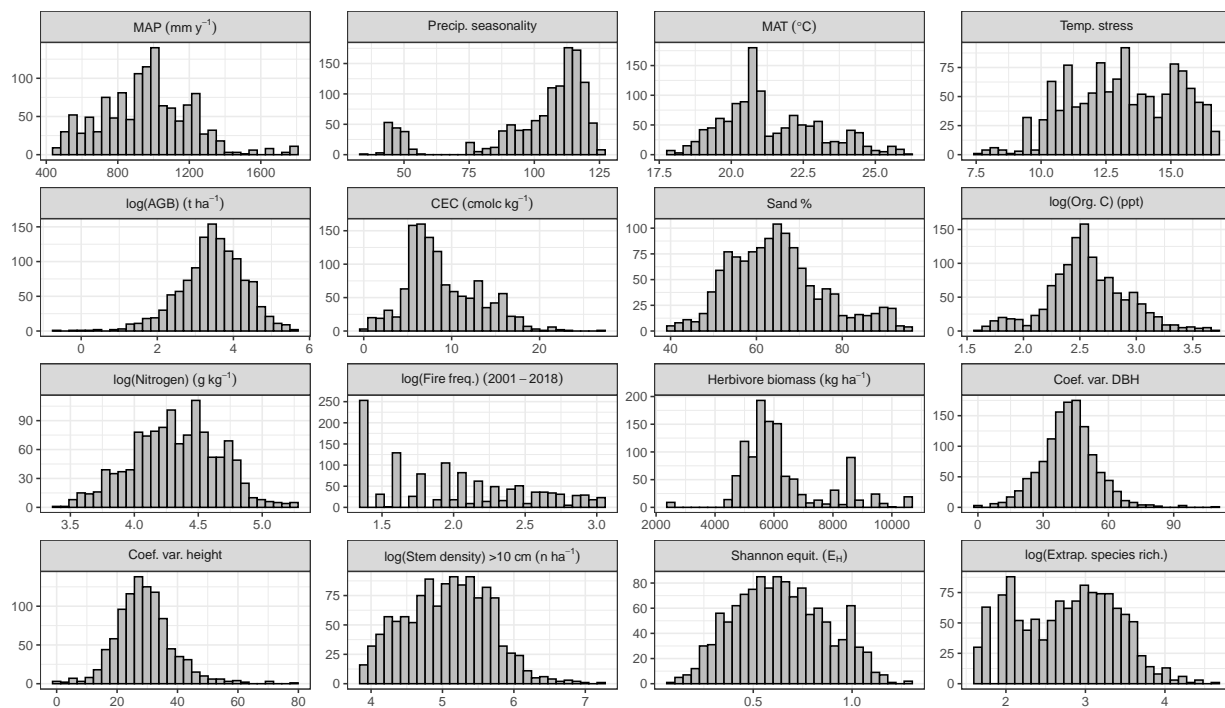 MAP (mm y⁻¹)
Precip. seasonality
MAT (°C)
Temp. stress
0 50 100
400 800 1200 1600
0 50 100 150
50 75 100 125
0 50 100 150
17.5 20.0 22.5 25.0
0 25 50 75
7.5 10.0 12.5 15.0
log(AGB) (t ha⁻¹)
CEC (cmolc kg⁻¹)
Sand %
log(Org. C) (ppt)
0 50 100 150
0 2 4 6
0 50 100 150
0 10 20
0 25 50 75 100
40 60 80
0 50 100 150
1.5 2.0 2.5 3.0 3.5
log(Nitrogen) (g kg⁻¹)
log(Fire freq.) (2001 − 2018)
Herbivore biomass (kg ha⁻¹)
Coef. var. DBH
0 30 60 90
3.5 4.0 4.5 5.0
0 50 100 150 200 250
1.5 2.0 2.5 3.0
0 50 100 150 200
2000 4000 6000 8000 10000
0 50 100 150
0 30 60 90
Coef. var. height
log(Stem density) >10 cm (n ha⁻¹)
Shannon equit. (E_H)
log(Extrap. species rich.)
0 50 100
0 20 40 60 80
0 25 50 75
4 5 6 7
0 20 40 60 80
0.5 1.0
0 25 50 75
2 3 4